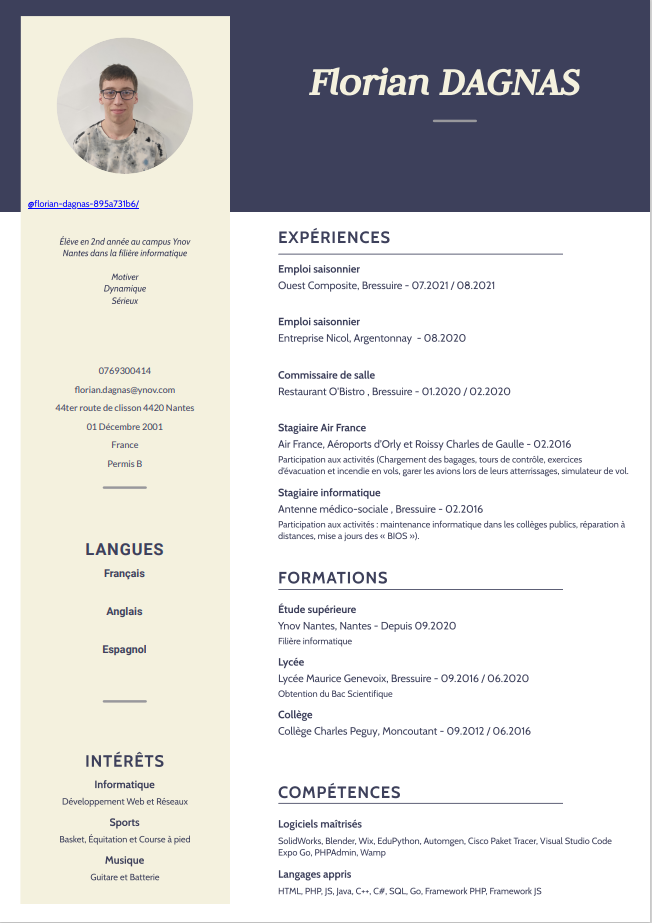 Florian DAGNAS
@florian-dagnas-895a731b6/
Élève en 2nd année au campus Ynov
Nantes dans la filière informatique
Motiver
Dynamique
Sérieux
0769300414
florian.dagnas@ynov.com
44ter route de clisson 4420 Nantes
01 Décembre 2001
France
Permis B
LANGUES
Français
Anglais
Espagnol
INTÉRÊTS
Informatique
Développement Web et Réseaux
Sports
Basket, Équitation et Course à pied
Musique
Guitare et Batterie
EXPÉRIENCES
Emploi saisonnier
Ouest Composite, Bressuire - 07.2021 / 08.2021
Emploi saisonnier
Entreprise Nicol, Argentonnay - 08.2020
Commissaire de salle
Restaurant O'Bistro , Bressuire - 01.2020 / 02.2020
Stagiaire Air France
Air France, Aéroports d'Orly et Roissy Charles de Gaulle - 02.2016
Participation aux activités (Chargement des bagages, tours de contrôle, exercices
d'évacuation et incendie en vols, garer les avions lors de leurs atterrissages, simulateur de vol.
Stagiaire informatique
Antenne médico-sociale , Bressuire - 02.2016
Participation aux activités : maintenance informatique dans les collèges publics, réparation à
distances, mise a jours des « BIOS »).
FORMATIONS
Étude supérieure
Ynov Nantes, Nantes - Depuis 09.2020
Filière informatique
Lycée
Lycée Maurice Genevoix, Bressuire - 09.2016 / 06.2020
Obtention du Bac Scientifique
Collège
Collège Charles Peguy, Moncoutant - 09.2012 / 06.2016
COMPÉTENCES
Logiciels maîtrisés
SolidWorks, Blender, Wix, EduPython, Automgen, Cisco Paket Tracer, Visual Studio Code
Expo Go, PHPAdmin, Wamp
Langages appris
HTML, PHP, JS, Java, C++, C#, SQL, Go, Framework PHP, Framework JS